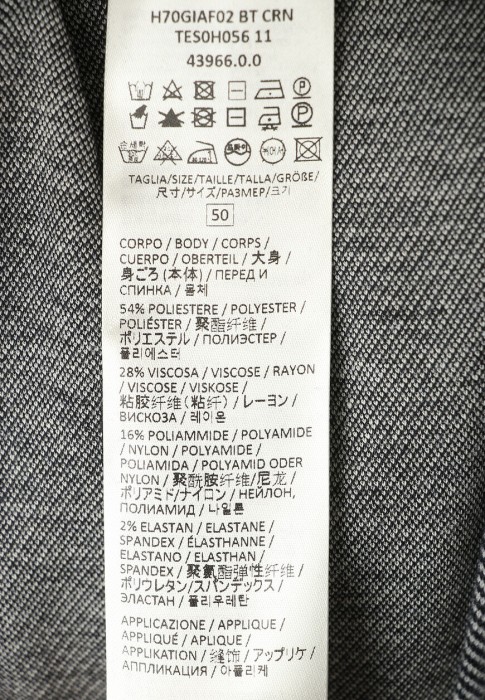 H70GIAF02 BT CRN
TES0H056 11
43966.0.0
손세탁
TAGLIA/SIZE/TAILLE/TALLA/GRÖßE/
尺寸/サイズ/РАЗМЕР/크기
50
CORPO / BODY / CORPS /
CUERPO / OBERTEIL / 大身 /
身ごろ (本体) / ПЕРЕД И
СПИНКА / 몸체
54% POLIESTERE / POLYESTER /
POLIÉSTER / 聚酯纤维 /
ポリエステル / ПОЛИЭСТЕР /
폴리에스터
28% VISCOSA / VISCOSE / RAYON
/ VISCOSE / VISKOSE /
粘胶纤维 (粘纤) / レーヨン /
ВИСКОЗА / 레이온
16% POLIAMMIDE / POLYAMIDE
/ NYLON / POLYAMIDE /
POLIAMIDA / POLYAMID ODER
NYLON / 聚酰胺纤维/尼龙 /
ポリアミド/ナイロン / НЕЙЛОН,
ПОЛИАМИД / 나일론
2% ELASTAN / ELASTANE /
SPANDEX / ÉLASTHANNE /
ELASTANO / ELASTHAN /
SPANDEX / 聚氨酯弹性纤维 /
ポリウレタン/スパンデックス /
ЭЛАСТАН / 폴리우레탄
APPLICAZIONE / APPLIQUE /
APPLIQUÉ / APLIQUE /
APPLIKATION / 缝饰 / アップリケ /
АППЛИКАЦИЯ / 아플리케